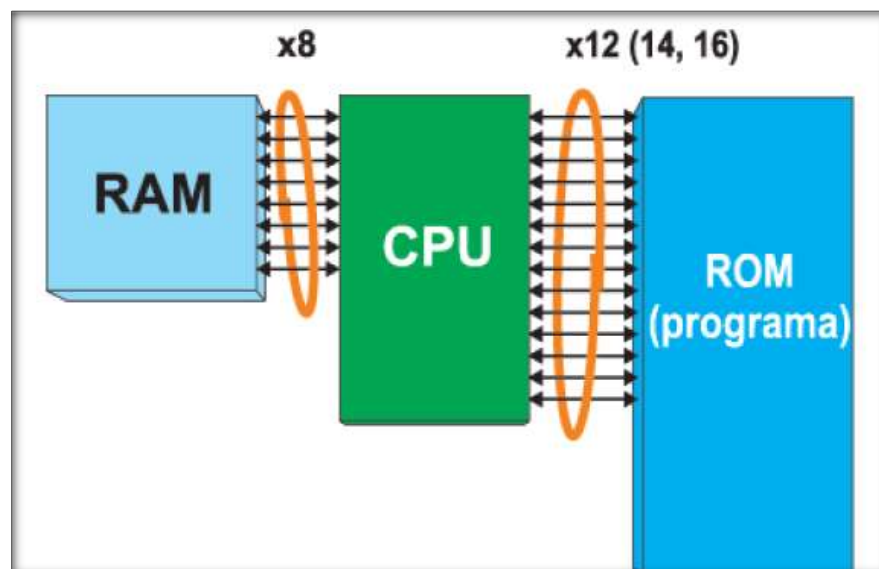 x8
x12 (14, 16)
RAM
CPU
ROM
(programa)